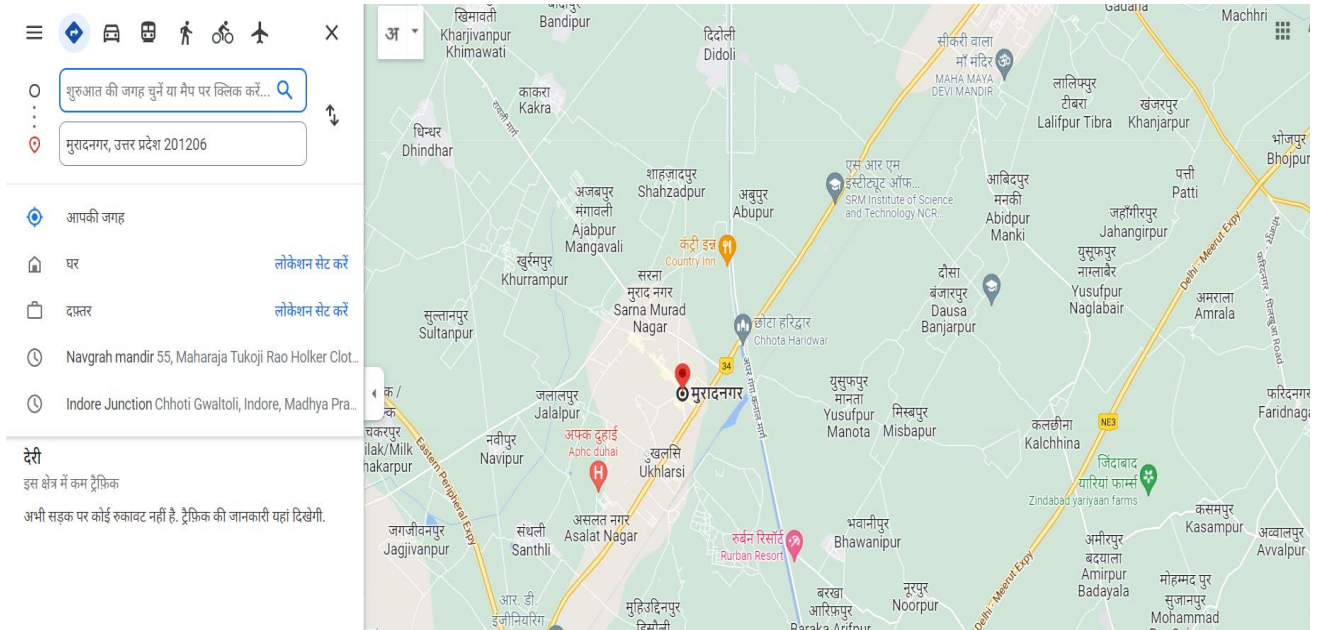 शुरुआत की जगह चुनें या मैप पर क्लिक करें...
मुरादनगर, उत्तर प्रदेश 201206
आपकी जगह
घर
लोकेशन सेट करें
दफ़्तर
लोकेशन सेट करें
Navgrah mandir 55, Maharaja Tukoji Rao Holker Clot...
Indore Junction Chhoti Gwaltoli, Indore, Madhya Pra...
देरी
इस क्षेत्र में कम ट्रैफ़िक
अभी सड़क पर कोई रुकावट नहीं है. ट्रैफ़िक की जानकारी यहां दिखेगी.
अ
खिमावती
Kharjivanpur
Khimawati
Bandipur
दिदोली
Didoli
सीकरी वाला
माँ मंदिर
MAHA MAYA
DEVI MANDIR
Gadana
Machhri
काकरा
Kakra
रावली मार्ग
लालिफ्पुर
टीबरा
Lalifpur Tibra
खंजरपुर
Khanjarpur
धिन्धर
Dhindhar
भोजपुर
Bhojpur
शाहज़ादपुर
Shahzadpur
एस आर एम
इंस्टीट्यूट ऑफ...
SRM Institute of Science
and Technology NCR..
अजबपुर
मंगावली
Ajabpur
Mangavali
अबुपुर
Abupur
आबिदपुर
मनकी
Abidpur
Manki
पत्ती
Patti
जहाँगीरपुर
Jahangirpur
कंट्री इन्न
Country Inn
खुर्रमपुर
Khurrampur
सरना
मुराद नगर
Sarna Murad
Nagar
दौसा
बंजारपुर
Dausa
Banjarpur
युसूफपुर
नाग्लाबैर
Yusufpur
Naglabair
Delhi - Meerut Expy
अमराला
Amrala
सुल्तानपुर
Sultanpur
छोटा हरिद्वार
Chhota Haridwar
34
मुरादनगर
अपर गंगा कनाल मार्ग
जलालपुर
Jalalpur
युसुफपुर
मानता
Yusufpur
Manota
मिस्बपुर
Misbapur
फरिदनगर
NE3
कलछीना
Kalchhina
चकरपुर
ilak/Milk
hakarpur
नवीपुर
Navipur
अफ्क दुहाई
Aphc duhai
Ukhlarsi
Eastern Peripheral Expy
जिंदाबाद
यारियां फार्म्स
Zindabad yariyaan farms
जगजीवनपुर
Jagjivanpur
संथली
Santhli
असलत नगर
Asalat Nagar
रुर्बन रिसॉर्ट
Rurban Resort
भवानीपुर
Bhawanipur
कसमपुर
Kasampur
अव्वालपुर
Avvalpur
अमीरपुर
बदयाला
Amirpur
Badayala
आर. डी.
इंजीनियरिंग
मुहिउद्दिनपुर
हिसौली
बरखा
आरिफ़पुर
Baraka Arifpur
नूरपुर
Noorpur
Delhi - Meerut Expy
मोहम्मद पुर
सुजानपुर
Mohammad